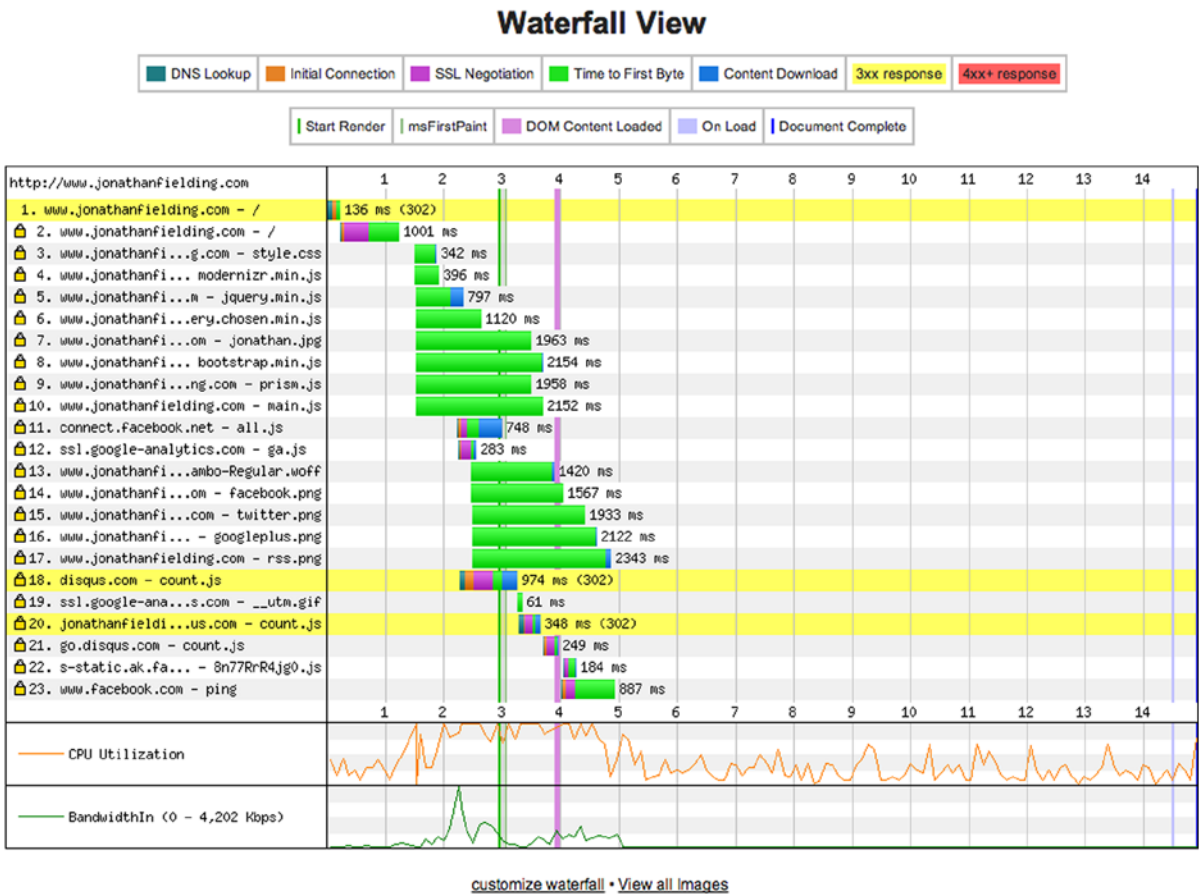 Waterfall View
DNS Lookup Initial Connection SSL Negotiation Time to First Byte Content Download 3xx response 4xx+ response
Start Render msFirstPaint DOM Content Loaded On Load Document Complete
http://www.jonathanfielding.com 1 2 3 4 5 6 7 8 9 10 11 12 13 14
1. www.jonathanfielding.com - / 136 ms (302)
2. www.jonathanfielding.com - / 1001 ms
3. www.jonathanfi...g.com - style.css 342 ms
4. www.jonathanfi... modernizr.min.js 396 ms
5. www.jonathanfi...m - jquery.min.js 797 ms
6. www.jonathanfi...ery.chosen.min.js 1120 ms
7. www.jonathanfi...om - jonathan.jpg 1963 ms
8. www.jonathanfi... bootstrap.min.js 2154 ms
9. www.jonathanfi...ng.com - prism.js 1958 ms
10. www.jonathanfielding.com - main.js 2152 ms
11. connect.facebook.net - all.js 748 ms
12. ssl.google-analytics.com - ga.js 283 ms
13. www.jonathanfi...ambo-Regular.woff 1420 ms
14. www.jonathanfi...om - facebook.png 1567 ms
15. www.jonathanfi...com - twitter.png 1933 ms
16. www.jonathanfi... - googleplus.png 2122 ms
17. www.jonathanfielding.com - rss.png 2343 ms
18. disqus.com - count.js 974 ms (302)
19. ssl.google-ana...s.com - __utm.gif 61 ms
20. jonathanfieldi...us.com - count.js 348 ms (302)
21. go.disqus.com - count.js 249 ms
22. s-static.ak.fa... - 8n77RrR4jg0.js 184 ms
23. www.facebook.com - ping 887 ms
1 2 3 4 5 6 7 8 9 10 11 12 13 14
CPU Utilization
BandwidthIn (0 - 4,202 Kbps)
customize waterfall • View all Images